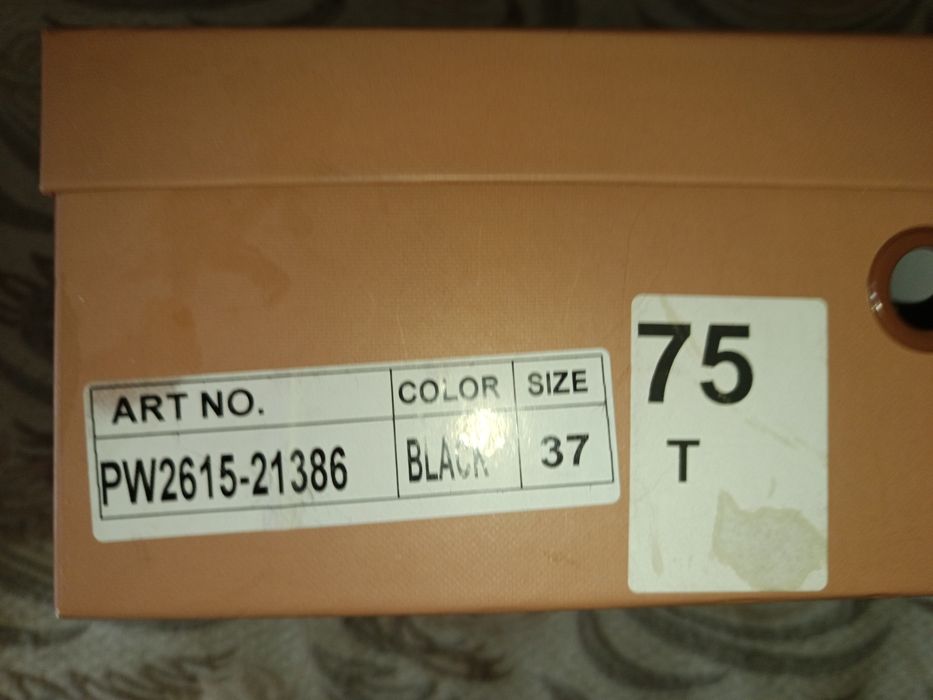 ART NO. COLOR SIZE
PW2615-21386 BLACK 37
75
T